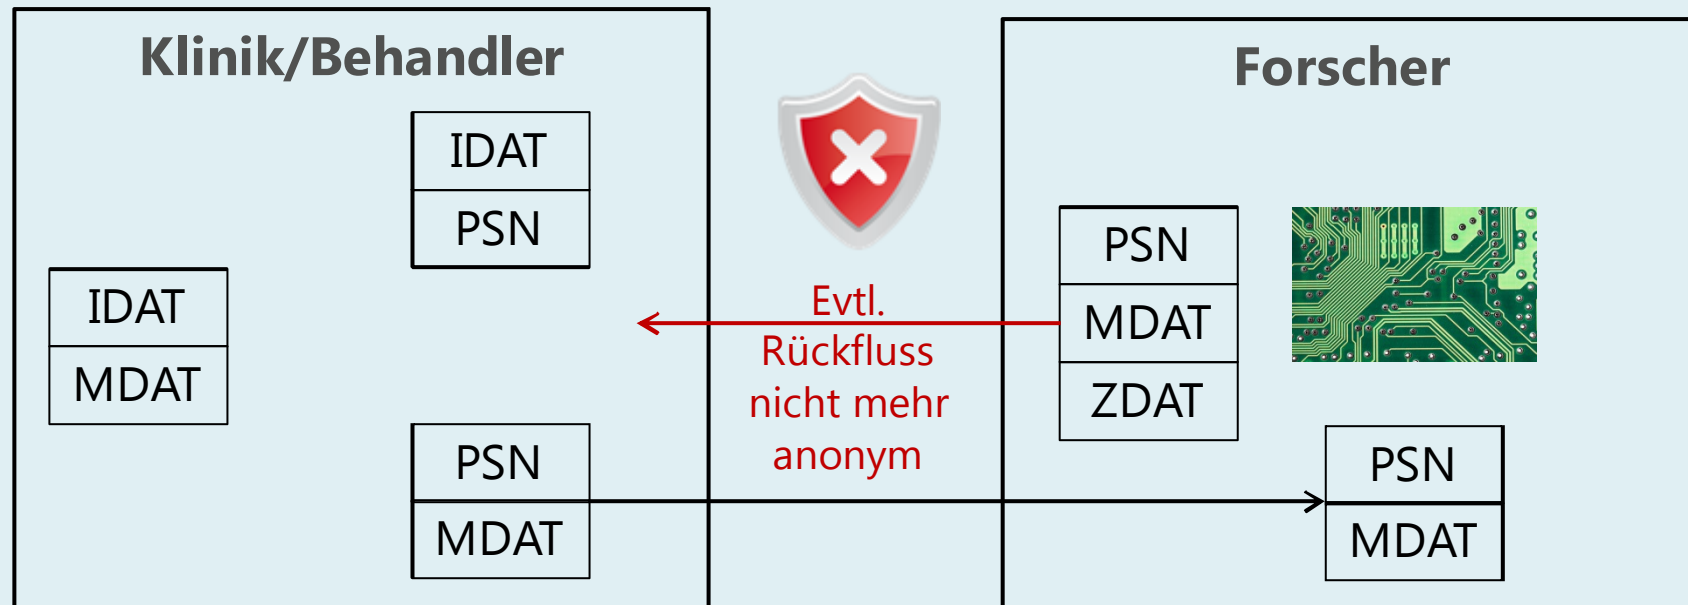 Klinik/Behandler
IDAT
PSN
IDAT
MDAT
PSN
MDAT
Evtl.
Rückfluss
nicht mehr
anonym
Forscher
PSN
MDAT
ZDAT
PSN
MDAT